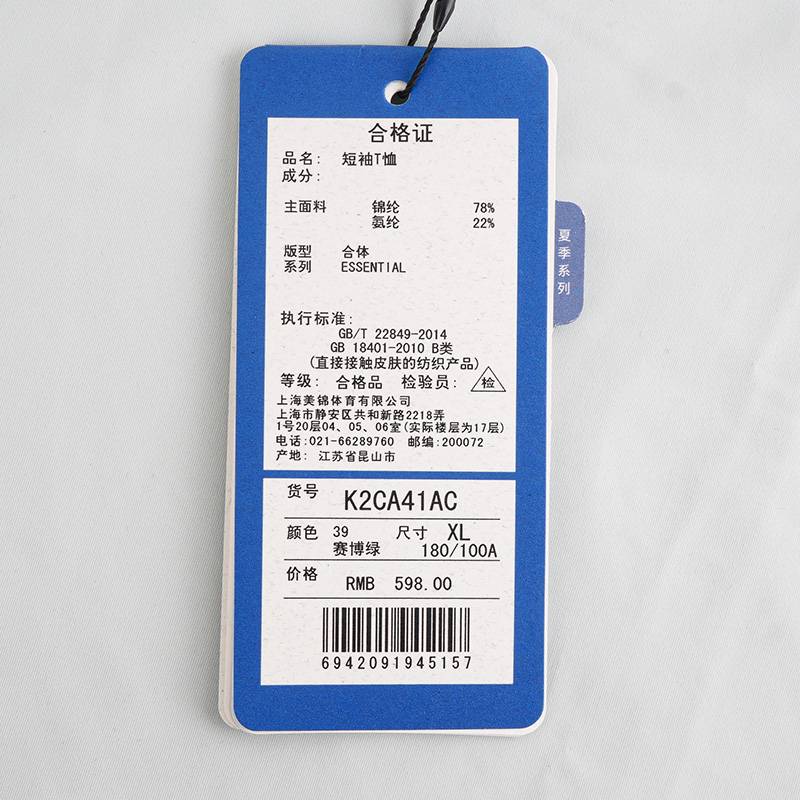 合格证
品名: 短袖T恤
成分:
主面料 锦纶 78%
氨纶 22%
版型 合体
系列 ESSENTIAL
执行标准:
GB/T 22849-2014
GB 18401-2010 B类
(直接接触皮肤的纺织产品)
等级: 合格品 检验员: 检
上海美锦体育有限公司
上海市静安区共和新路2218弄
1号20层04、05、06室(实际楼层为17层)
电话:021-66289760 邮编:200072
产地: 江苏省昆山市
货号 K2CA41AC
颜色 39 尺寸 XL
赛博绿 180/100A
价格 RMB 598.00
6942091945157
夏季系列